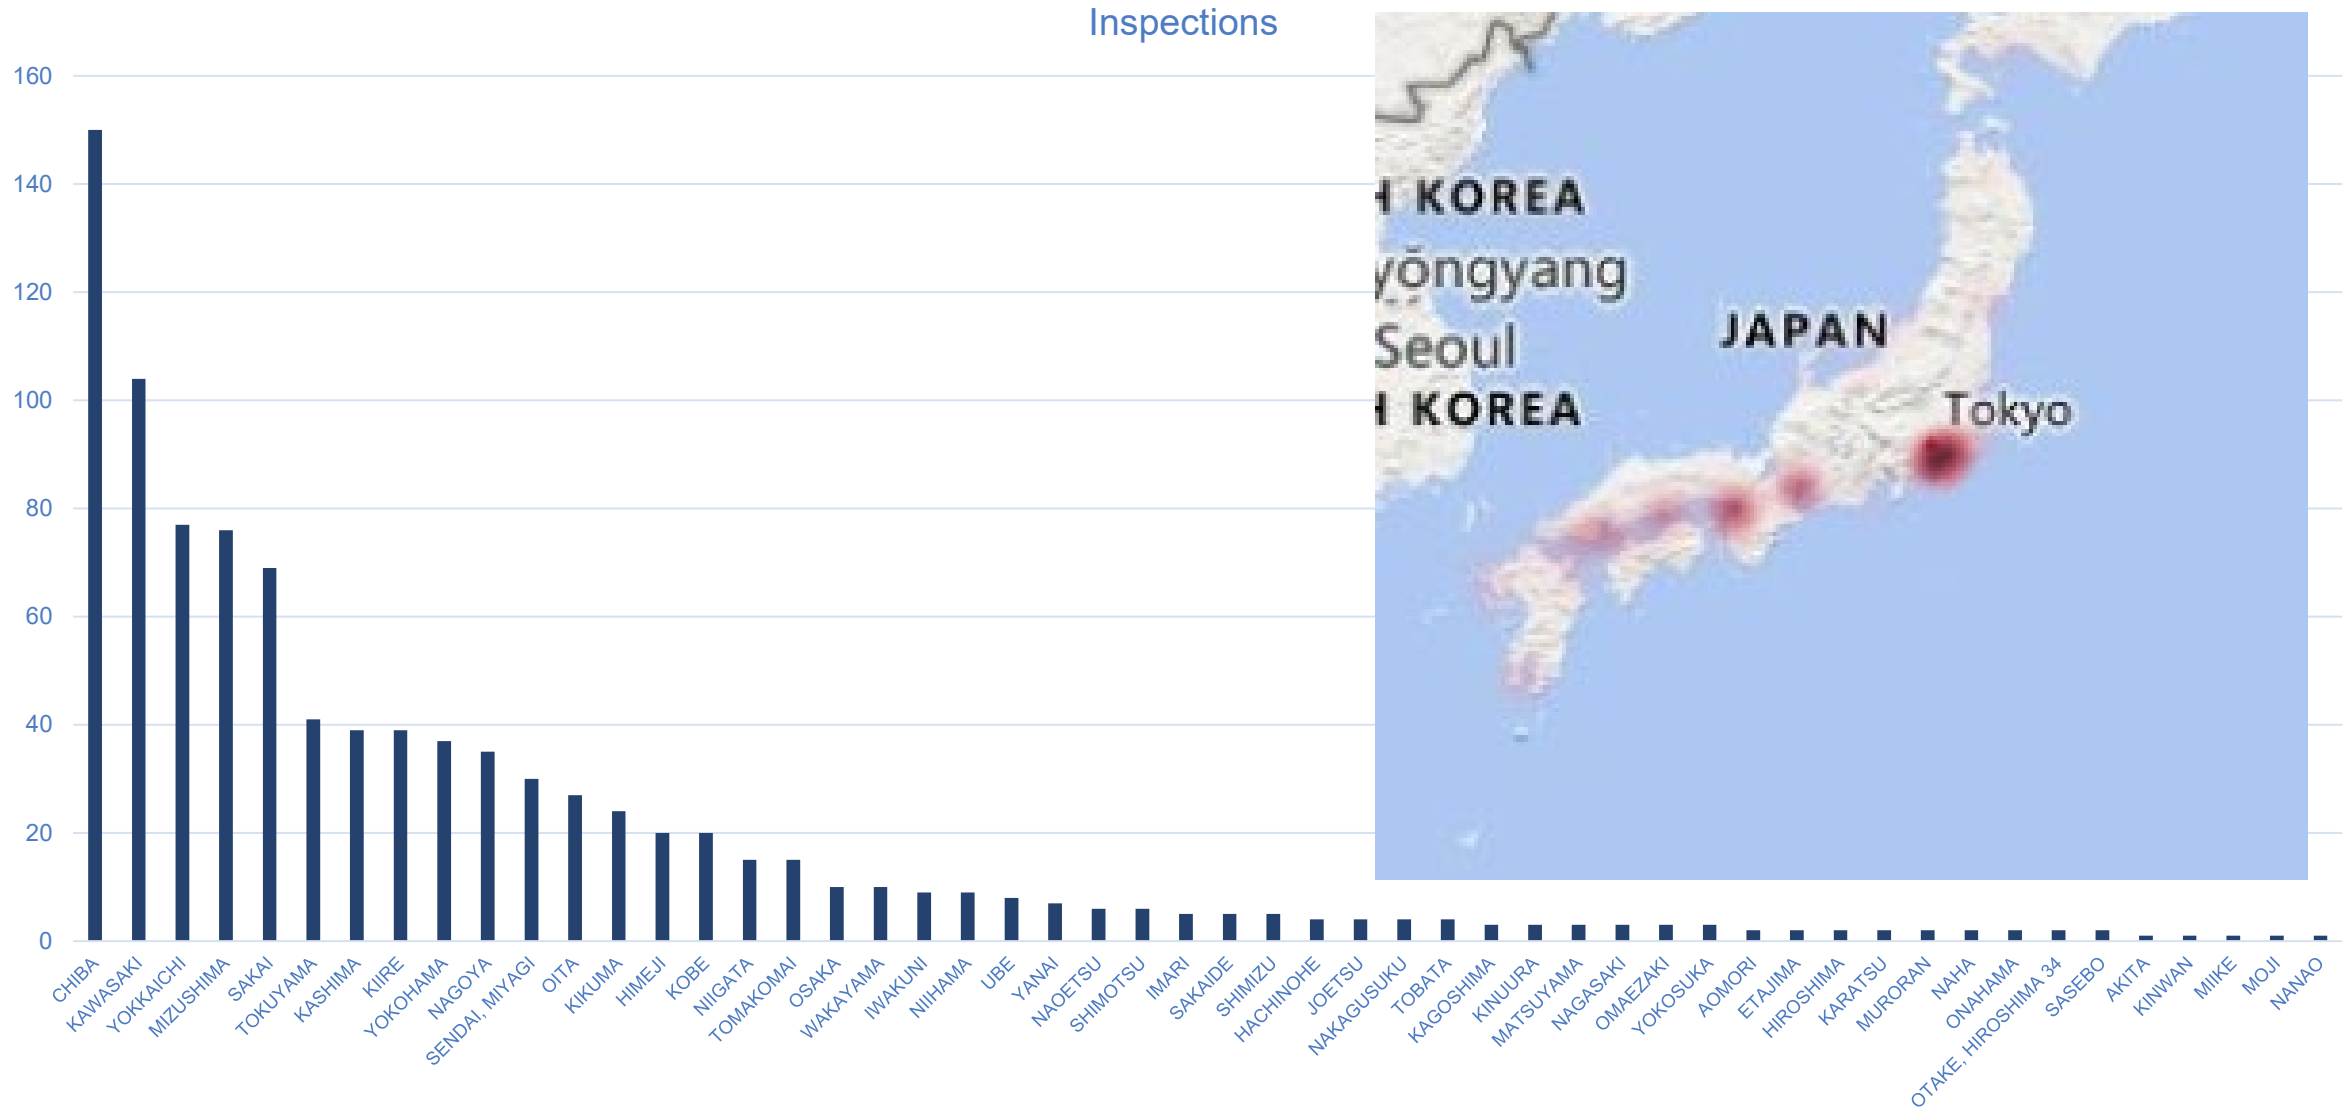 Inspections
160
140
120
100
80
60
40
20
0
H KOREA
yŏngyang
JAPAN
Seoul
H KOREA
Tokyo
CHIBA
KAWASAKI
YOKKAICHI
MIZUSHIMA
SAKAI
TOKUYAMA
KASHIMA
KIIRE
YOKOHAMA
NAGOYA
SENDAI, MIYAGI
OITA
KIKUMA
HIMEJI
KOBE
NIIGATA
TOMAKOMAI
OSAKA
WAKAYAMA
IWAKUNI
NIIHAMA
UBE
YANAI
NAOETSU
SHIMOTSU
IMARI
SAKAIDE
SHIMIZU
HACHINOHE
JOETSU
NAKAGUSUKU
TOBATA
KAGOSHIMA
KINUURA
MATSUYAMA
NAGASAKI
OMAEZAKI
YOKOSUKA
AOMORI
ETAJIMA
HIROSHIMA
KARATSU
MURORAN
NAHA
ONAHAMA
OTAKE, HIROSHIMA 34
SASEBO
AKITA
KINWAN
MIIKE
MOJI
NANAO